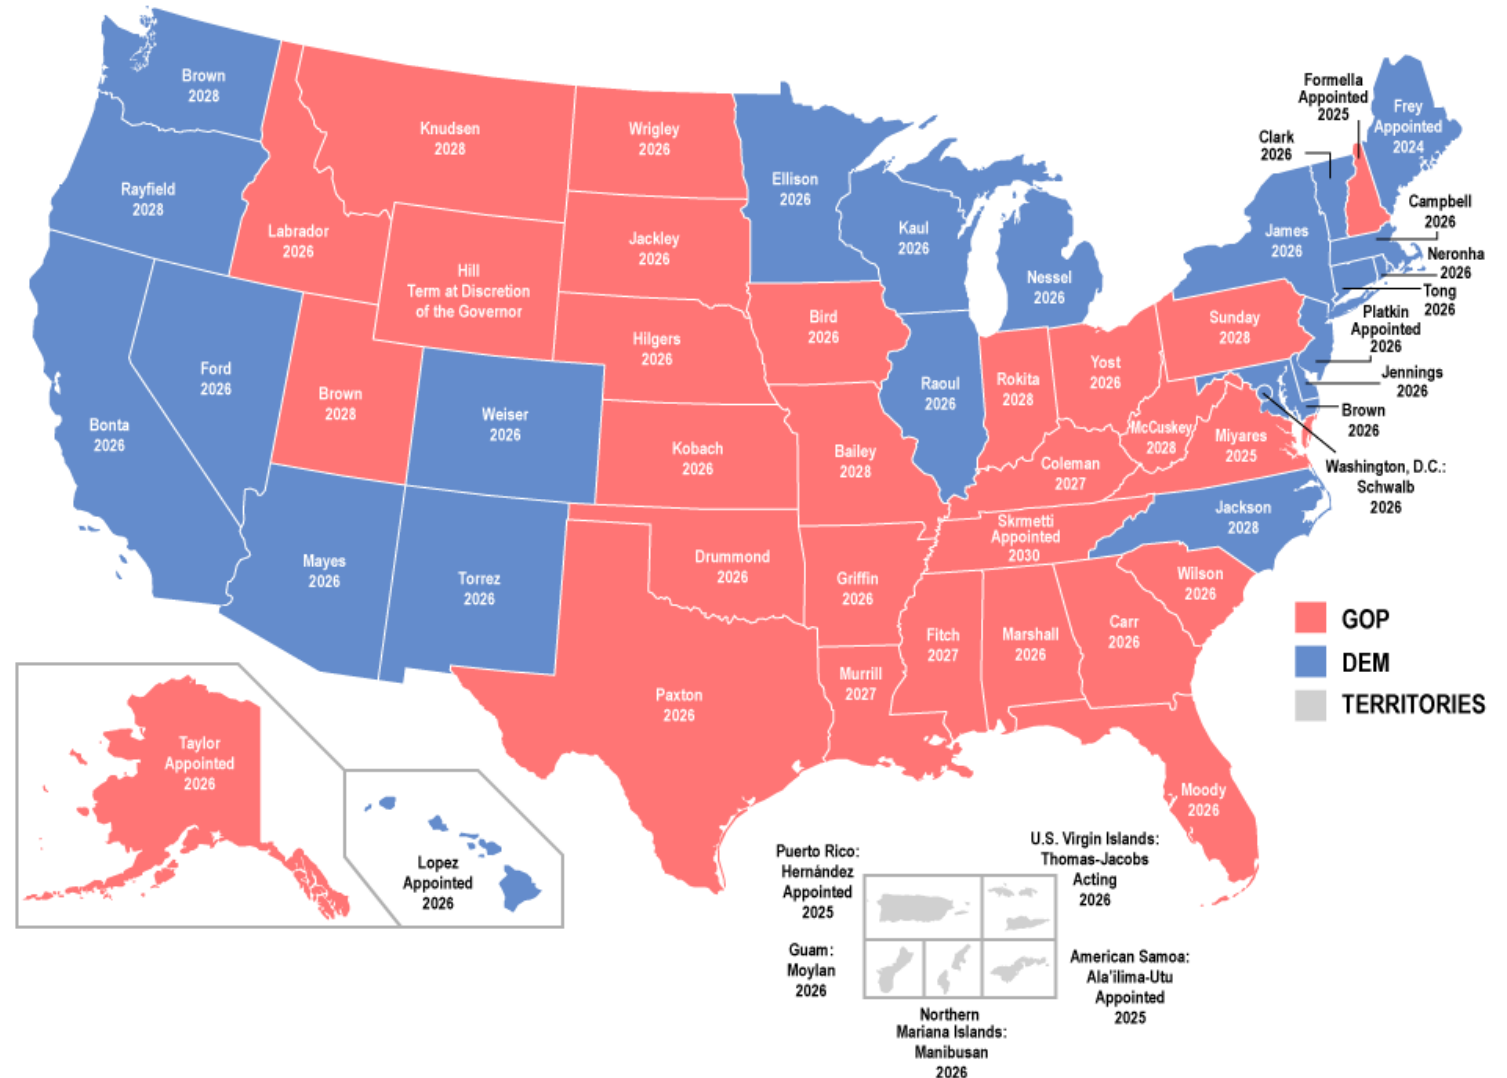 Brown
2028
Rayfield
2028
Bonta
2026
Ford
2026
Labrador
2026
Knudsen
2028
Hill
Term at Discretion
of the Governor
Brown
2028
Weiser
2026
Mayes
2026
Torrez
2026
Wrigley
2026
Jackley
2026
Hilgers
2026
Kobach
2026
Drummond
2026
Paxton
2026
Ellison
2026
Bird
2026
Bailey
2028
Griffin
2026
Murrill
2027
Kaul
2026
Raoul
2026
Nessel
2026
Rokita
2028
Yost
2026
Coleman
2027
Skrmetti
Appointed
2030
Fitch
2027
Marshall
2026
Carr
2026
Moody
2026
Wilson
2026
Jackson
2028
McCuskey
2028
Miyares
2025
Sunday
2028
James
2026
Clark
2026
Formella
Appointed
2025
Frey
Appointed
2024
Campbell
2026
Neronha
2026
Tong
2026
Platkin
Appointed
2026
Jennings
2026
Brown
2026
Washington, D.C.:
Schwalb
2026
GOP
DEM
TERRITORIES
Taylor
Appointed
2026
Lopez
Appointed
2026
Puerto Rico:
Hernández
Appointed
2025
U.S. Virgin Islands:
Thomas-Jacobs
Acting
2026
Guam:
Moylan
2026
American Samoa:
Ala'ilima-Utu
Appointed
2025
Northern
Mariana Islands:
Manibusan
2026